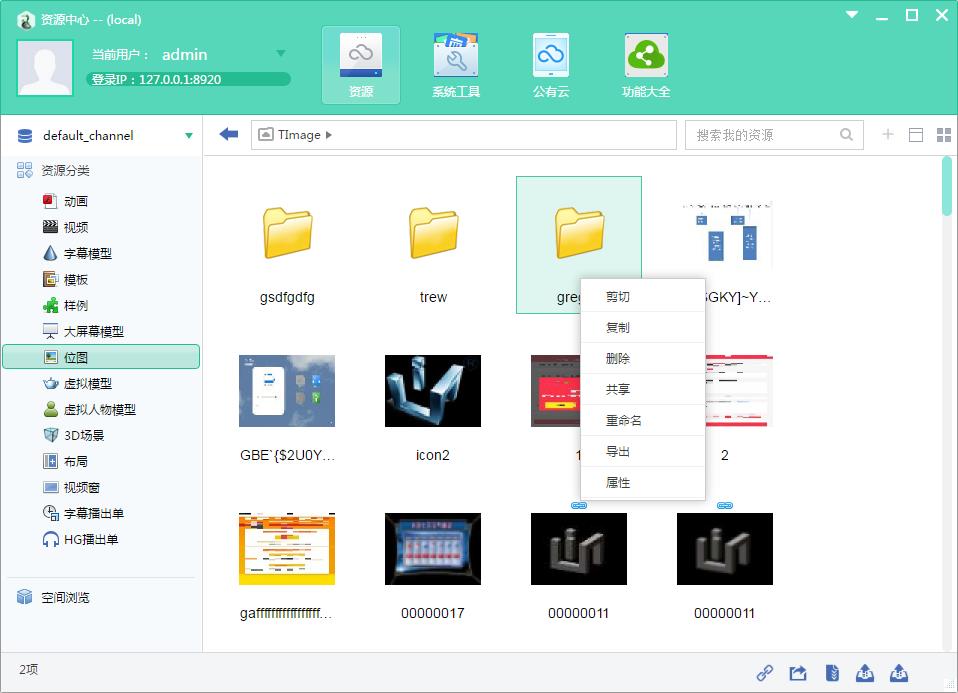 资源中心 -- (local)
当前用户： admin
登录IP：127.0.0.1:8920
资源
系统工具
公有云
功能大全
default_channel
TImage
搜索我的资源
资源分类
动画
视频
字幕模型
模板
样例
大屏幕模型
位图
虚拟模型
虚拟人物模型
3D场景
布局
视频窗
字幕播出单
HG播出单
空间浏览
gsdfgdfg
trew
greg
GKY]~Y...
剪切
复制
删除
共享
重命名
导出
属性
GBE`{$2U0Y...
icon2
1
2
gafffffffffffffffff...
00000017
00000011
00000011
2项